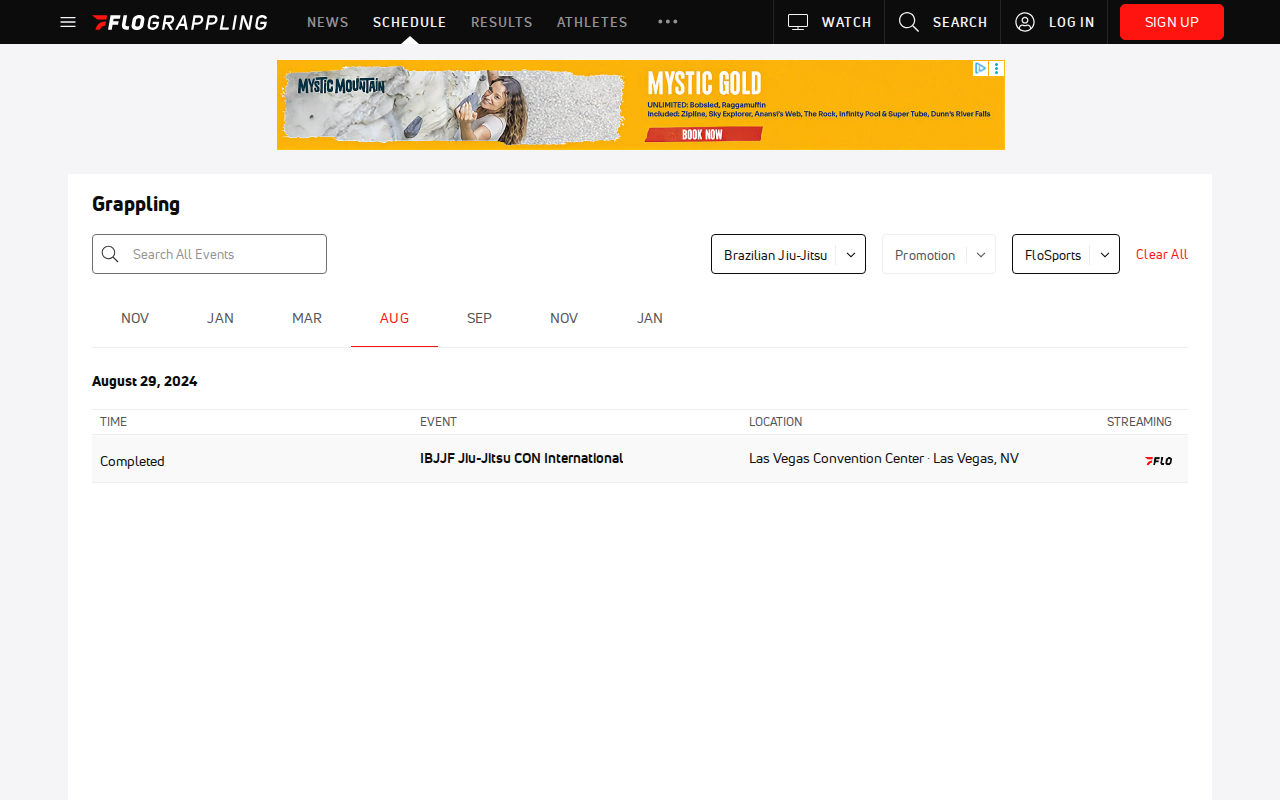 FLOGRAPPLING NEWS SCHEDULE RESULTS ATHLETES WATCH SEARCH LOG IN SIGN UP
MYSTIC MOUNTAIN
MYSTIC GOLD
UNLIMITED: Bobsled, Raggamuffin
Included: Zipline, Sky Explorer, Anansi's Web, The Rock, Infinity Pool & Super Tube, Dunn's River Falls
BOOK NOW
Grappling
Search All Events Brazilian Jiu-Jitsu Promotion FloSports Clear All
NOV JAN MAR AUG SEP NOV JAN
August 29, 2024
TIME EVENT LOCATION STREAMING
Completed IBJJF Jiu-Jitsu CON International Las Vegas Convention Center · Las Vegas, NV FLO